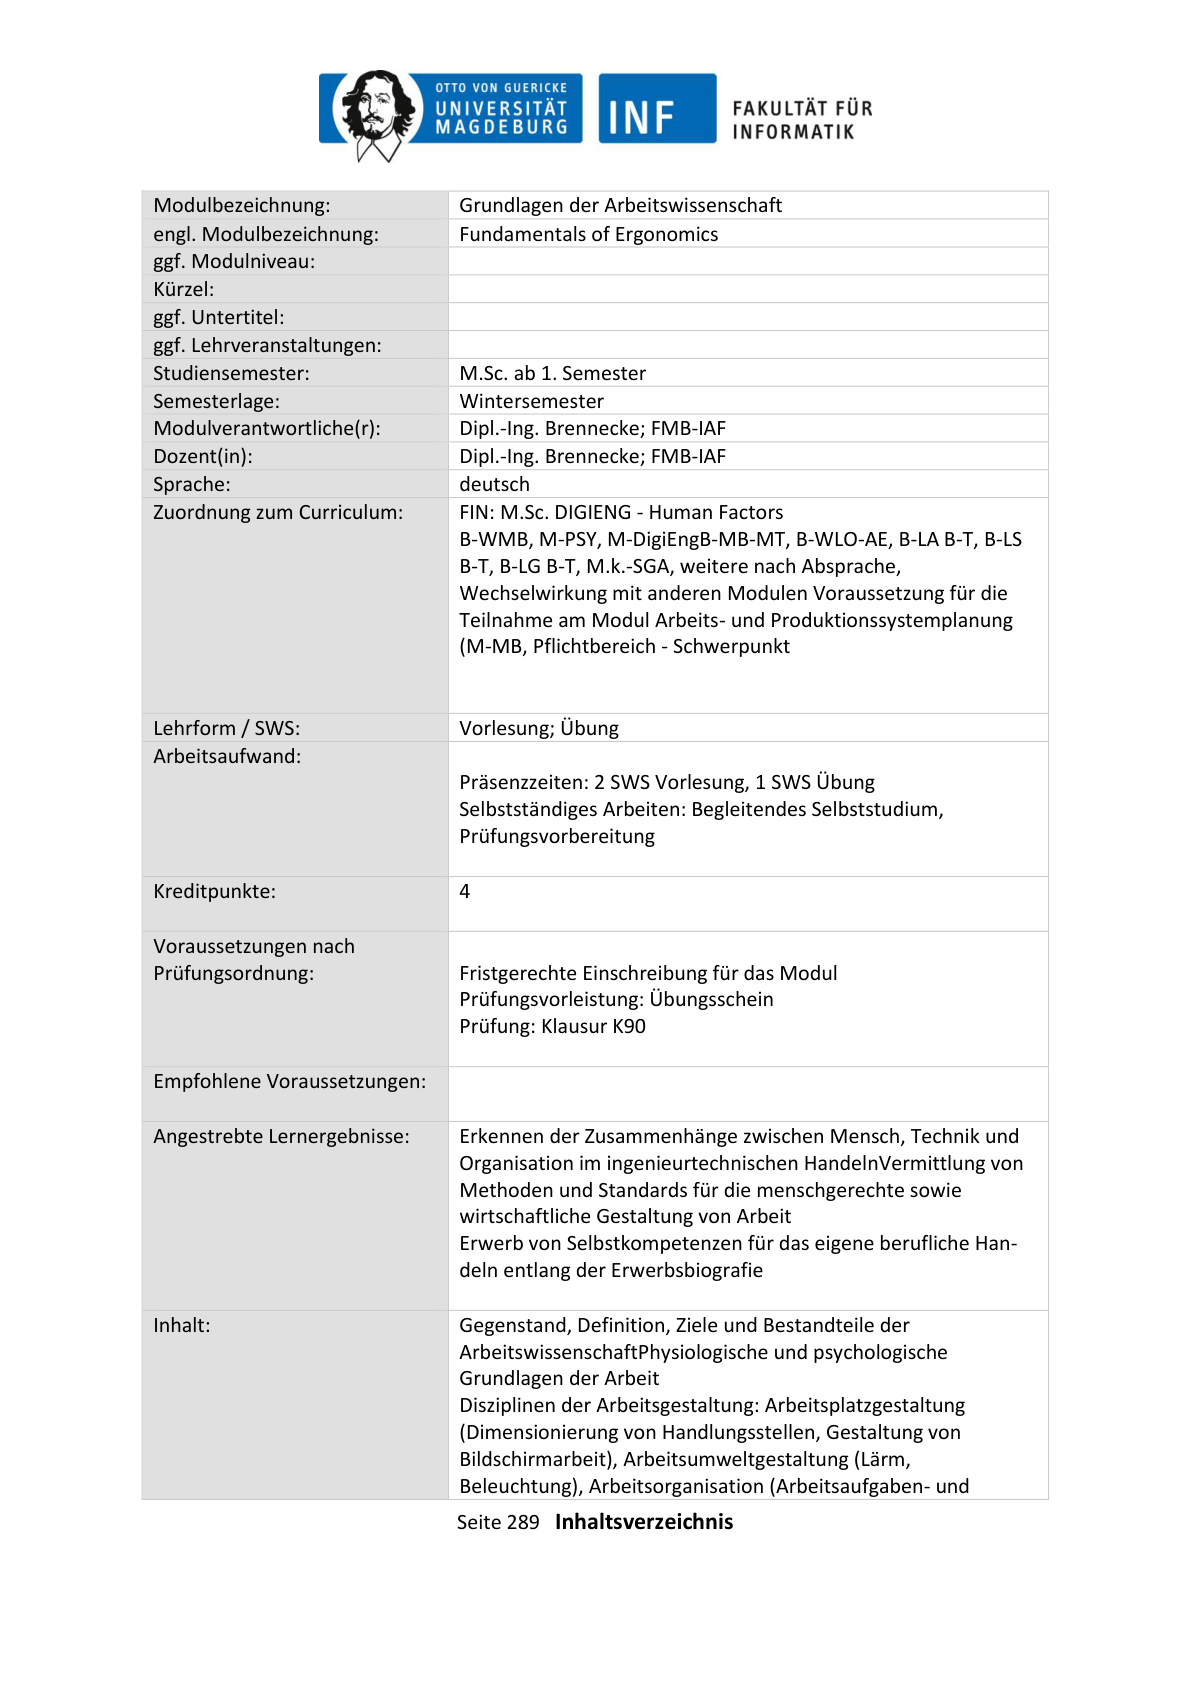 OTTO VON GUERICKE
UNIVERSITÄT
MAGDEBURG
INF
FAKULTÄT FÜR
INFORMATIK
Modulbezeichnung: Grundlagen der Arbeitswissenschaft
engl. Modulbezeichnung: Fundamentals of Ergonomics
ggf. Modulniveau:
Kürzel:
ggf. Untertitel:
ggf. Lehrveranstaltungen:
Studiensemester: M.Sc. ab 1. Semester
Semesterlage: Wintersemester
Modulverantwortliche(r): Dipl.-Ing. Brennecke; FMB-IAF
Dozent(in): Dipl.-Ing. Brennecke; FMB-IAF
Sprache: deutsch
Zuordnung zum Curriculum: FIN: M.Sc. DIGIENG - Human Factors
B-WMB, M-PSY, M-DigiEngB-MB-MT, B-WLO-AE, B-LA B-T, B-LS
B-T, B-LG B-T, M.k.-SGA, weitere nach Absprache,
Wechselwirkung mit anderen Modulen Voraussetzung für die
Teilnahme am Modul Arbeits- und Produktionssystemplanung
(M-MB, Pflichtbereich - Schwerpunkt
Lehrform / SWS: Vorlesung; Übung
Arbeitsaufwand:
Präsenzzeiten: 2 SWS Vorlesung, 1 SWS Übung
Selbstständiges Arbeiten: Begleitendes Selbststudium,
Prüfungsvorbereitung
Kreditpunkte: 4
Voraussetzungen nach
Prüfungsordnung: Fristgerechte Einschreibung für das Modul
Prüfungsvorleistung: Übungsschein
Prüfung: Klausur K90
Empfohlene Voraussetzungen:
Angestrebte Lernergebnisse: Erkennen der Zusammenhänge zwischen Mensch, Technik und
Organisation im ingenieurtechnischen HandelnVermittlung von
Methoden und Standards für die menschgerechte sowie
wirtschaftliche Gestaltung von Arbeit
Erwerb von Selbstkompetenzen für das eigene berufliche Han-
deln entlang der Erwerbsbiografie
Inhalt: Gegenstand, Definition, Ziele und Bestandteile der
ArbeitswissenschaftPhysiologische und psychologische
Grundlagen der Arbeit
Disziplinen der Arbeitsgestaltung: Arbeitsplatzgestaltung
(Dimensionierung von Handlungsstellen, Gestaltung von
Bildschirmarbeit), Arbeitsumweltgestaltung (Lärm,
Beleuchtung), Arbeitsorganisation (Arbeitsaufgaben- und
Seite 289 Inhaltsverzeichnis